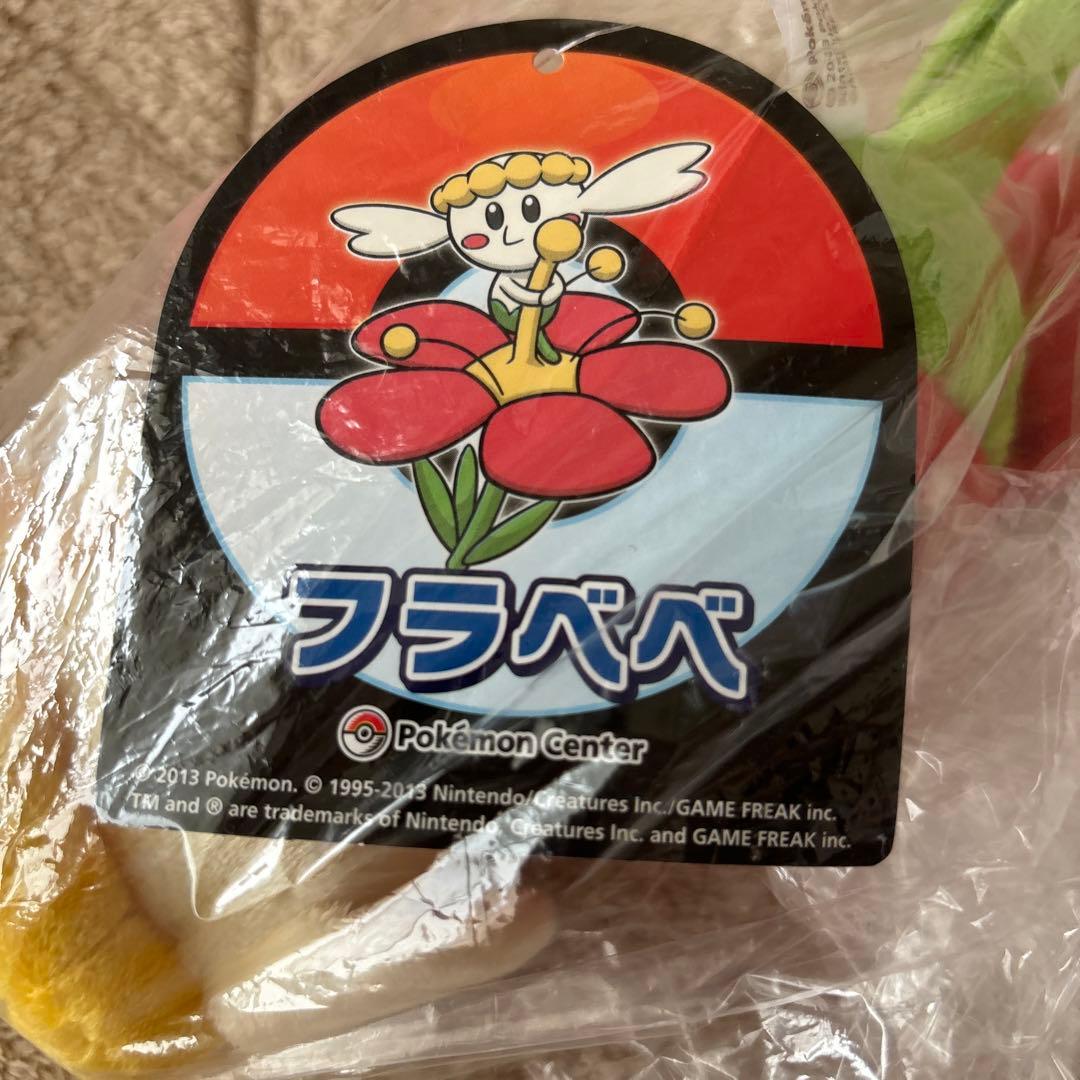 フラベベ
Pokémon Center
© 2013 Pokémon. © 1995-2013 Nintendo/Creatures Inc./GAME FREAK inc.
TM and ® are trademarks of Nintendo, Creatures Inc. and GAME FREAK inc.